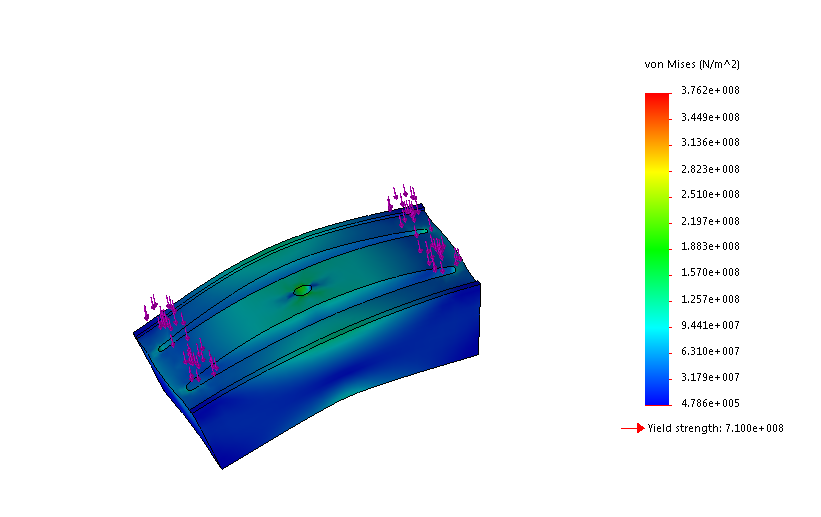 von Mises (N/m^2)
3.762e+008
3.449e+008
3.136e+008
2.823e+008
2.510e+008
2.197e+008
1.883e+008
1.570e+008
1.257e+008
9.441e+007
6.310e+007
3.179e+007
4.786e+005
Yield strength: 7.100e+008